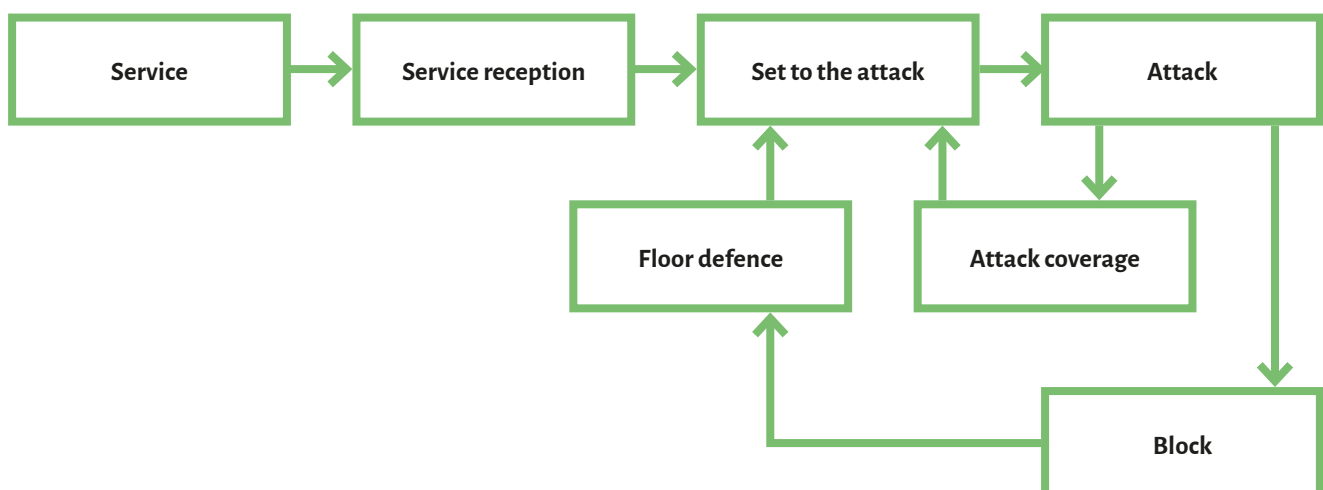 Service
Service reception
Set to the attack
Attack
Floor defence
Attack coverage
Block